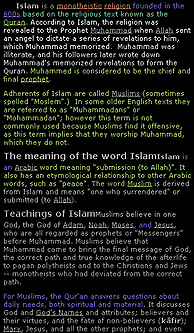 Islam is a monotheistic religion founded in the
600s based on the religious text known as the
Quran. According to Islam, the religion was
revealed to the Prophet Muhammad when Allah sent
an angel to dictate a series of revelations to him,
which Muhammad memorized. Muhammad was
illiterate, and his followers later wrote down
Muhammad's memorized revelations to form the
Quran. Muhammad is considered to be the chief and
final prophet.
Adherents of Islam are called Muslims (sometimes
spelled "Moslem".) In some older English texts they
are referred to as "Muhammadans" or
"Mohammadan"; however this term is not
commonly used because Muslims find it offensive,
as this term implies that they worship Muhammad,
which they do not.
The meaning of the word IslamIslam is
an Arabic word meaning "submission (to Allah)". It
also has an etymological relationship to other Arabic
words, such as "peace". The word Muslim is derived
from Islam and means "one who surrendered" or
submitted (to Allah).
Teachings of IslamMuslims believe in one
God, the God of Adam, Noah, Moses, and Jesus,
who are all regarded as prophets or "Messengers"
before Muhammad. Muslims believe that
Muhammad came to bring the final message of God,
the correct path and true knowledge of the afterlife
to pagan polytheists and to the Christians and Jews
-- monotheists who had deviated from the correct
path.
For Muslims, the Qur'an answers questions about
daily needs, both spiritual and material. It discusses
God and God's Names and attributes; believers and
their virtues, and the fate of non-believers (kāfir);
Mary, Jesus, and all the other prophets; and even